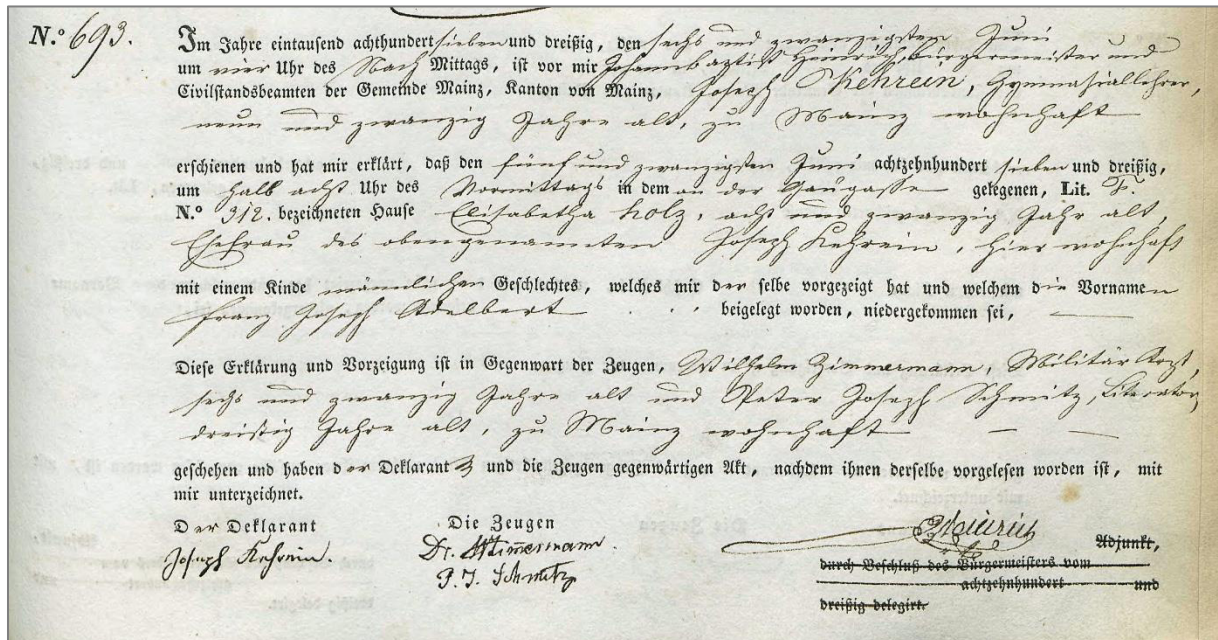 N.º 693. Im Jahre eintausend achthundert sieben und dreißig, den sechs und zwanzigsten Juni
um vier Uhr des Nach Mittags, ist vor mir Johannbaptist Heinrich, Bürgermeister und
Civilstandsbeamten der Gemeinde Mainz, Kanton von Mainz, Joseph Kehrein, Gymnasiallehrer,
neun und zwanzig Jahre alt, zu Mainz wohnhaft
erschienen und hat mir erklärt, daß den fünf und zwanzigsten Juni achtzehnhundert sieben und dreißig,
um halb acht Uhr des Vormittags in dem an der Gaugasse gelegenen, Lit. F.
N.º 312. bezeichneten Hause Elisabetha Holz, acht und zwanzig Jahr alt,
Ehefrau des obengenannten Joseph Kehrein, hier wohnhaft
mit einem Kinde männlichen Geschlechtes, welches mir der selbe vorgezeigt hat und welchem die Vornamen
Franz Joseph Adelbert beigelegt worden, niedergekommen sei,
Diese Erklärung und Vorzeigung ist in Gegenwart der Zeugen, Wilhelm Zimmermann, Militär Arzt,
sechs und zwanzig Jahre alt und Peter Joseph Schmitz, Literator,
dreißig Jahre alt, zu Mainz wohnhaft
geschehen und haben der Deklarant und die Zeugen gegenwärtigen Akt, nachdem ihnen derselbe vorgelesen worden ist, mit
mir unterzeichnet.
Der Deklarant Die Zeugen
Joseph Kehrein. Dr. Zimmermann. Heinrich Adjunkt,
P. J. Schmitz durch Beschluß des Bürgermeisters vom
achtzehnhundert und
dreißig delegirt.